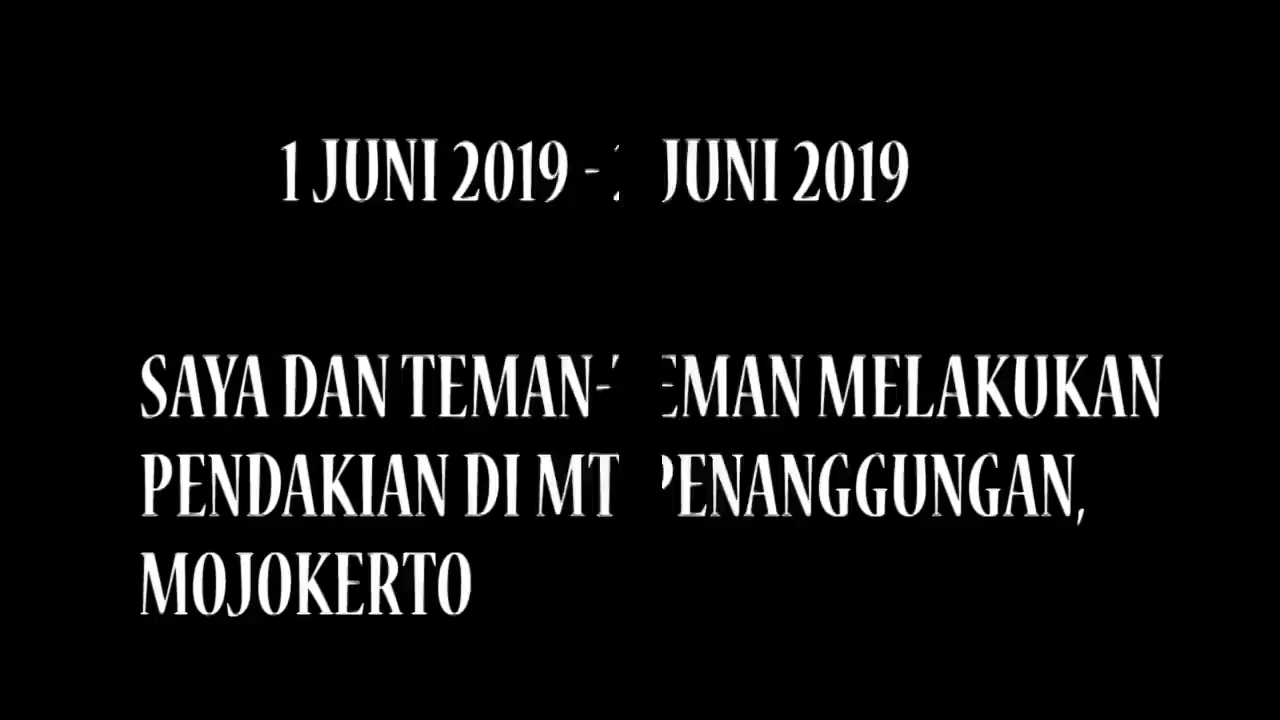 1 JUNI 2019 - JUNI 2019
SAYA DAN TEMAN-TEMAN MELAKUKAN
PENDAKIAN DI MT PENANGGUNGAN,
MOJOKERTO